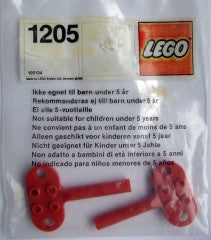 1205
LEGO
Ikke egnet til børn under 5 år
Rekommanderas ej till barn under 5 år
Ei alle 5-vuotiaille
Not suitable for children under 5 years
Ne convient pas à un enfant de moins de 5 ans
Alleen geschikt voor kinderen vanaf 5 jaar
Nicht geeignet für Kinder unter 5 Jahre
Non adatto a bambini di eta inferiore a 5 anni
No indicado para niños menores de 5 años